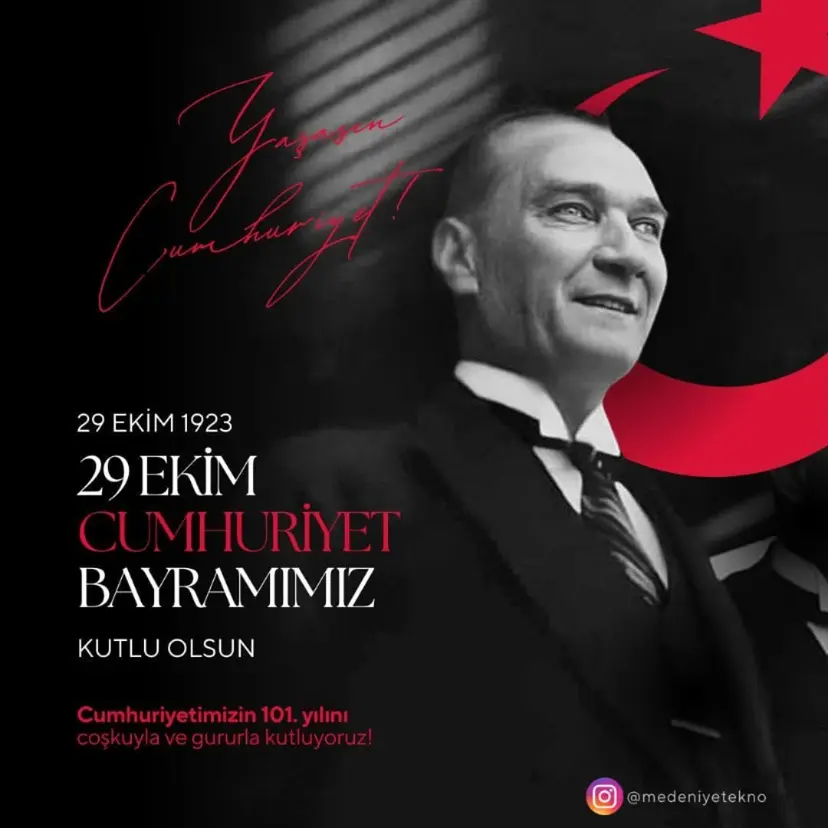 Yaşasın
Cumhuriyet!
29 EKİM 1923
29 EKİM
CUMHURİYET
BAYRAMIMIZ
KUTLU OLSUN
Cumhuriyetimizin 101. yılını
coşkuyla ve gururla kutluyoruz!
@medeniyetekno